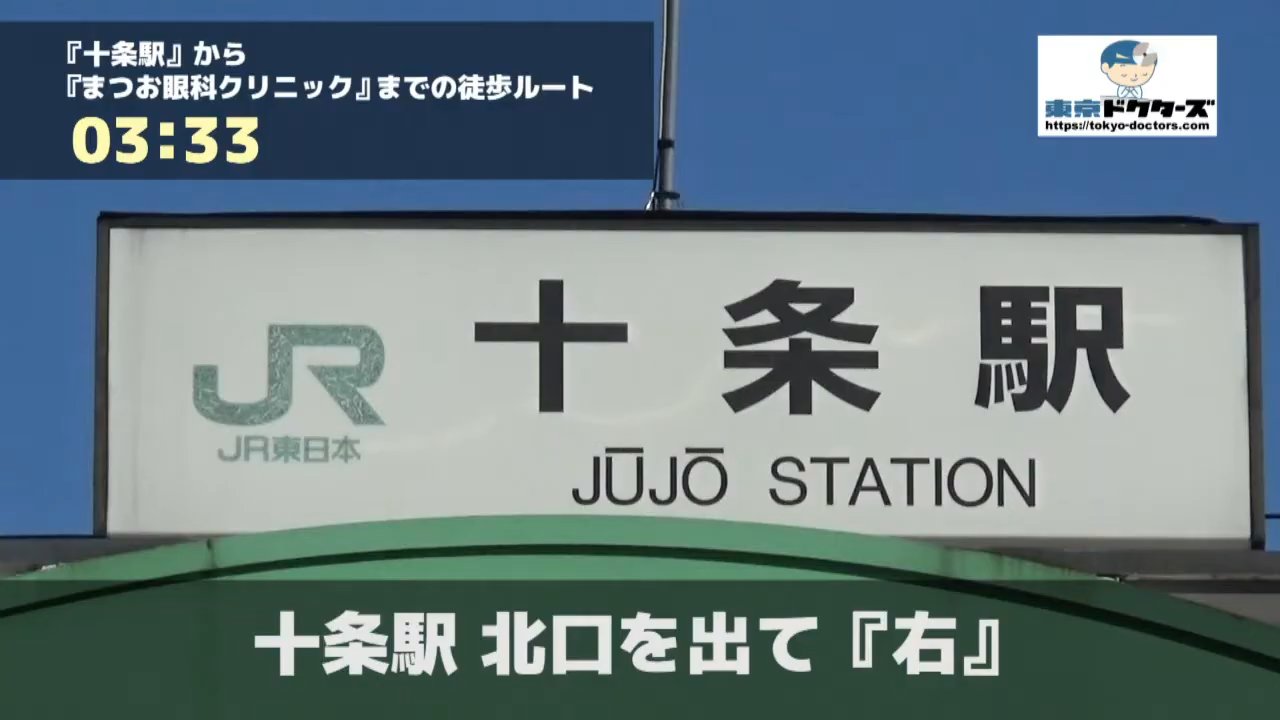 『十条駅』から
『まつお眼科クリニック』までの徒歩ルート
03:33
東京ドクターズ
https://tokyo-doctors.com
十条駅
JR
JR東日本
JŪJŌ STATION
十条駅 北口を出て『右』